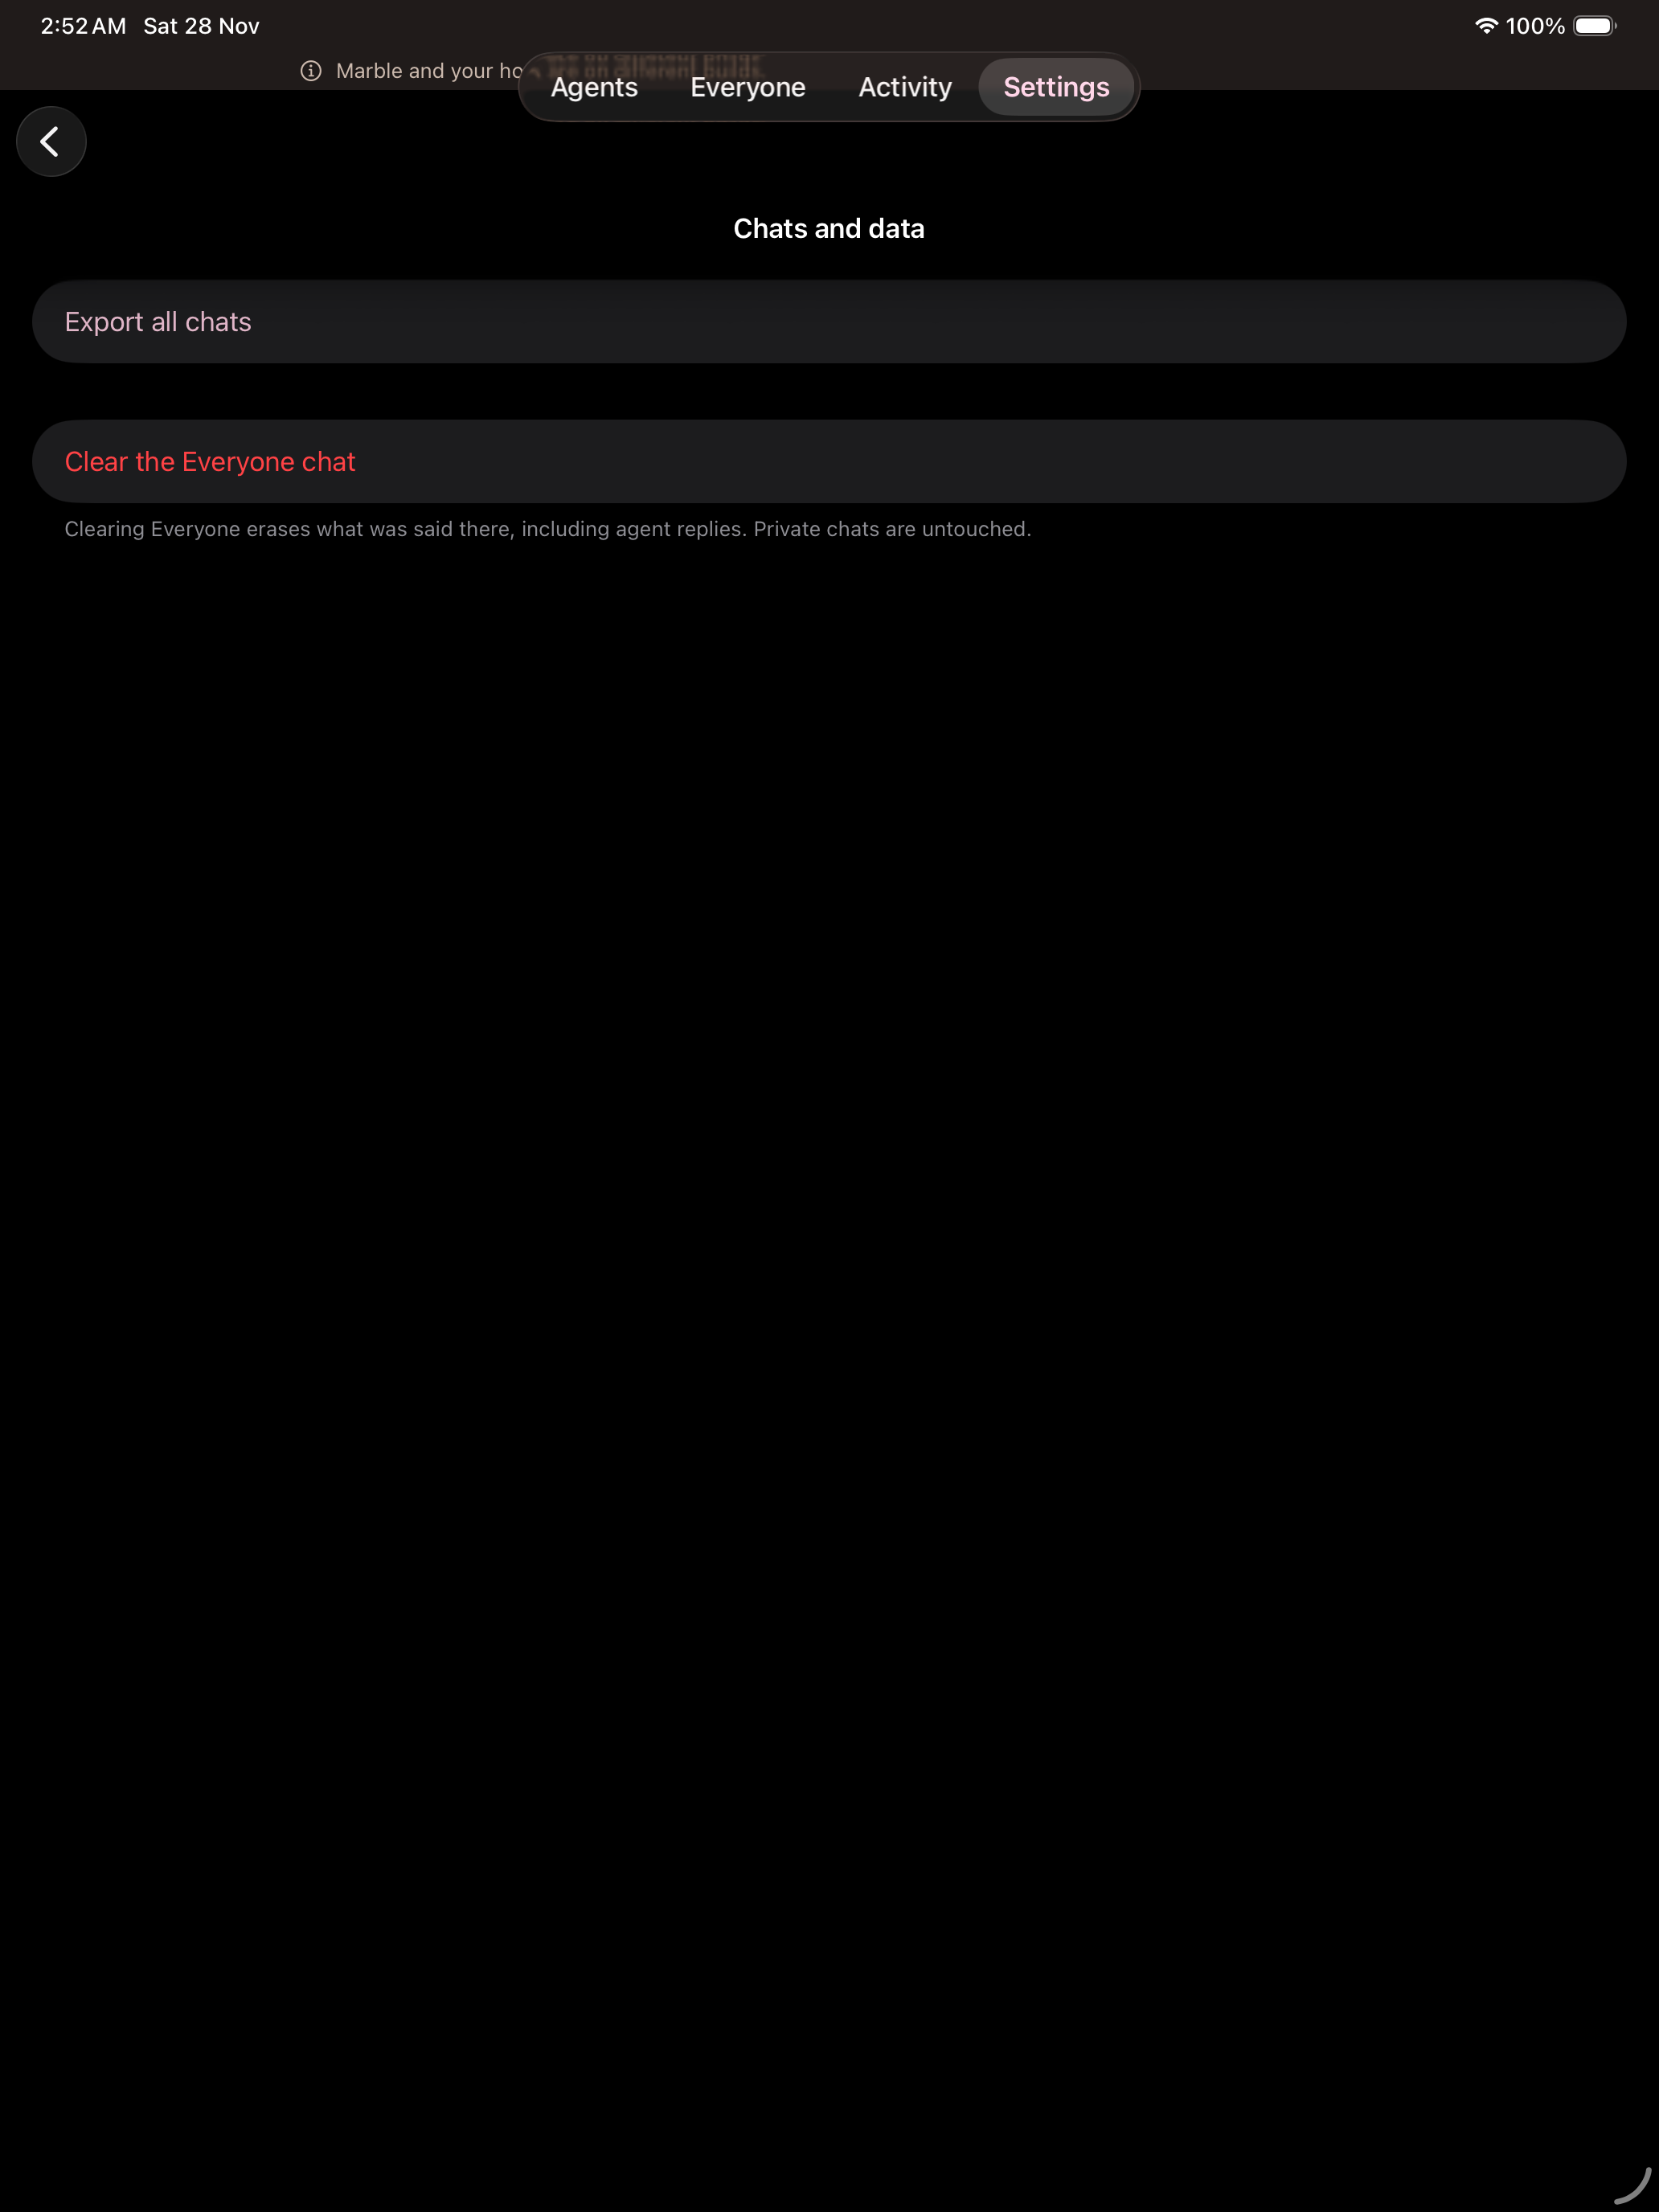 2:52 AM Sat 28 Nov
100%
Marble and your ho
Agents Everyone Activity Settings
Chats and data
Export all chats
Clear the Everyone chat
Clearing Everyone erases what was said there, including agent replies. Private chats are untouched.